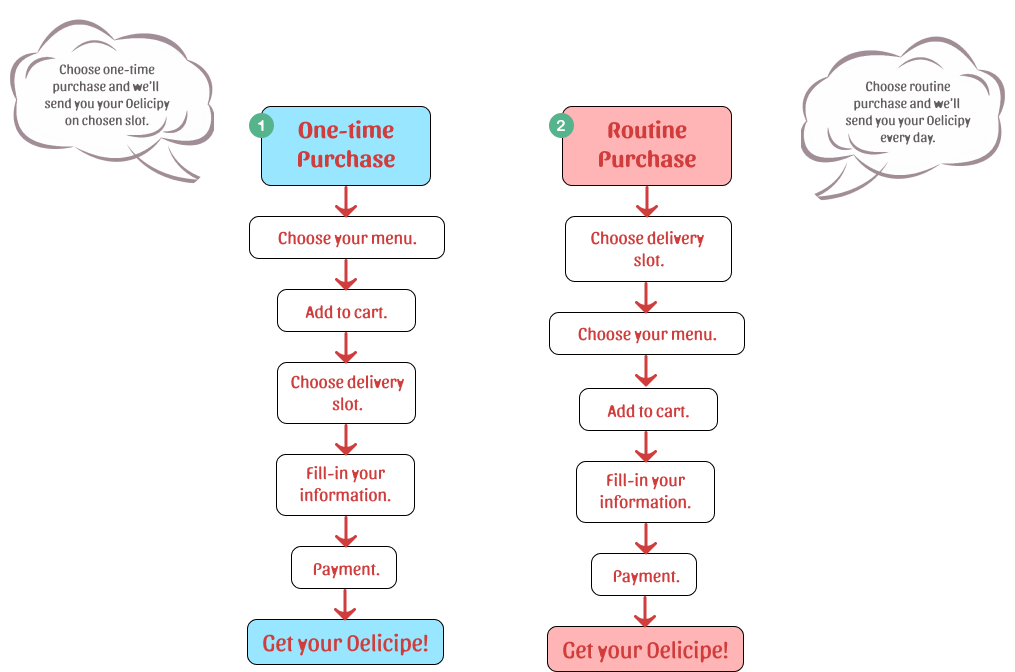 Choose one-time
purchase and we'll
send you your Oelicipy
on chosen slot.
1
One-time
Purchase
Choose your menu.
Add to cart.
Choose delivery
slot.
Fill-in your
information.
Payment.
Get your Oelicipe!
2
Routine
Purchase
Choose delivery
slot.
Choose your menu.
Add to cart.
Fill-in your
information.
Payment.
Get your Oelicipe!
Choose routine
purchase and we'll
send you your Oelicipy
every day.